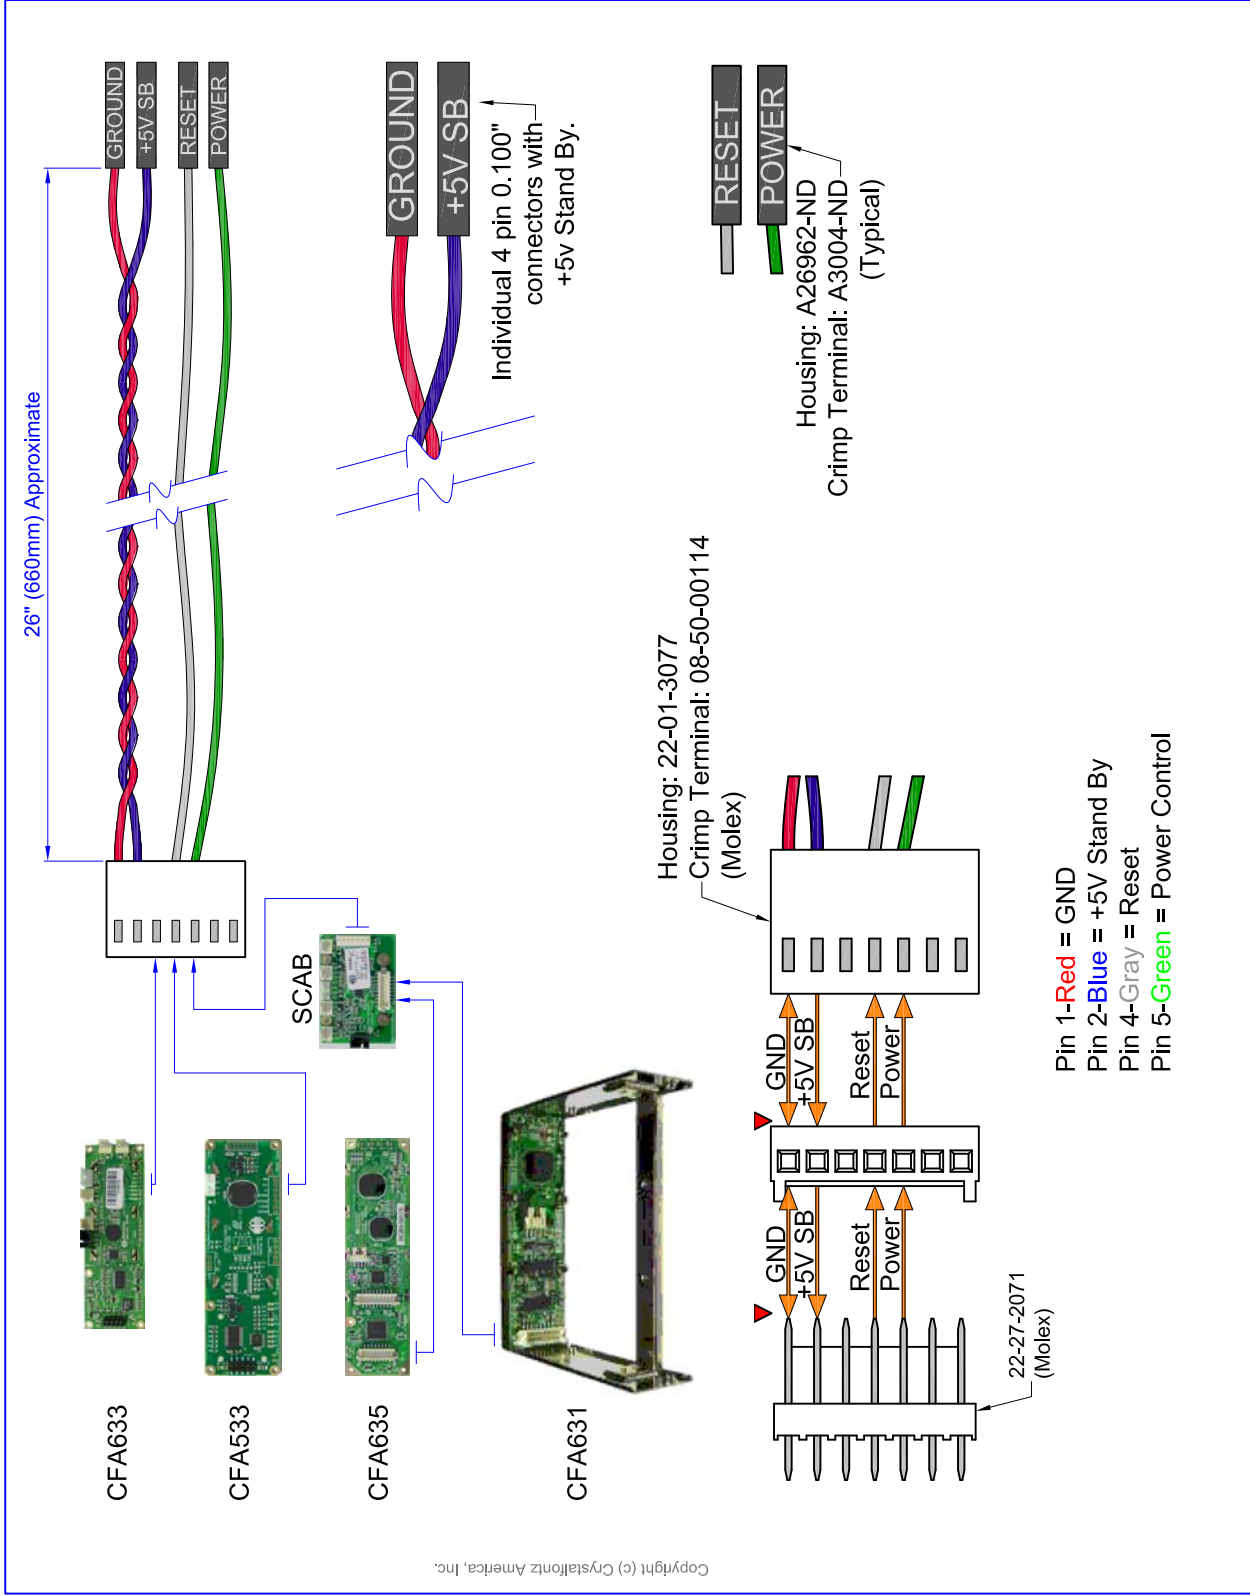 26" (660mm) Approximate
GROUND
+5V SB
RESET
POWER
CFA633
CFA533
CFA635
CFA631
SCAB
GROUND
+5V SB
Individual 4 pin 0.100"
connectors with
+5v Stand By.
RESET
POWER
Housing: A26962-ND
Crimp Terminal: A3004-ND
(Typical)
Housing: 22-01-3077
Crimp Terminal: 08-50-00114
(Molex)
GND
+5V SB
Reset
Power
GND
+5V SB
Reset
Power
22-27-2071
(Molex)
Pin 1-Red = GND
Pin 2-Blue = +5V Stand By
Pin 4-Gray = Reset
Pin 5-Green = Power Control
Copyright (c) Crystalfontz America, Inc.